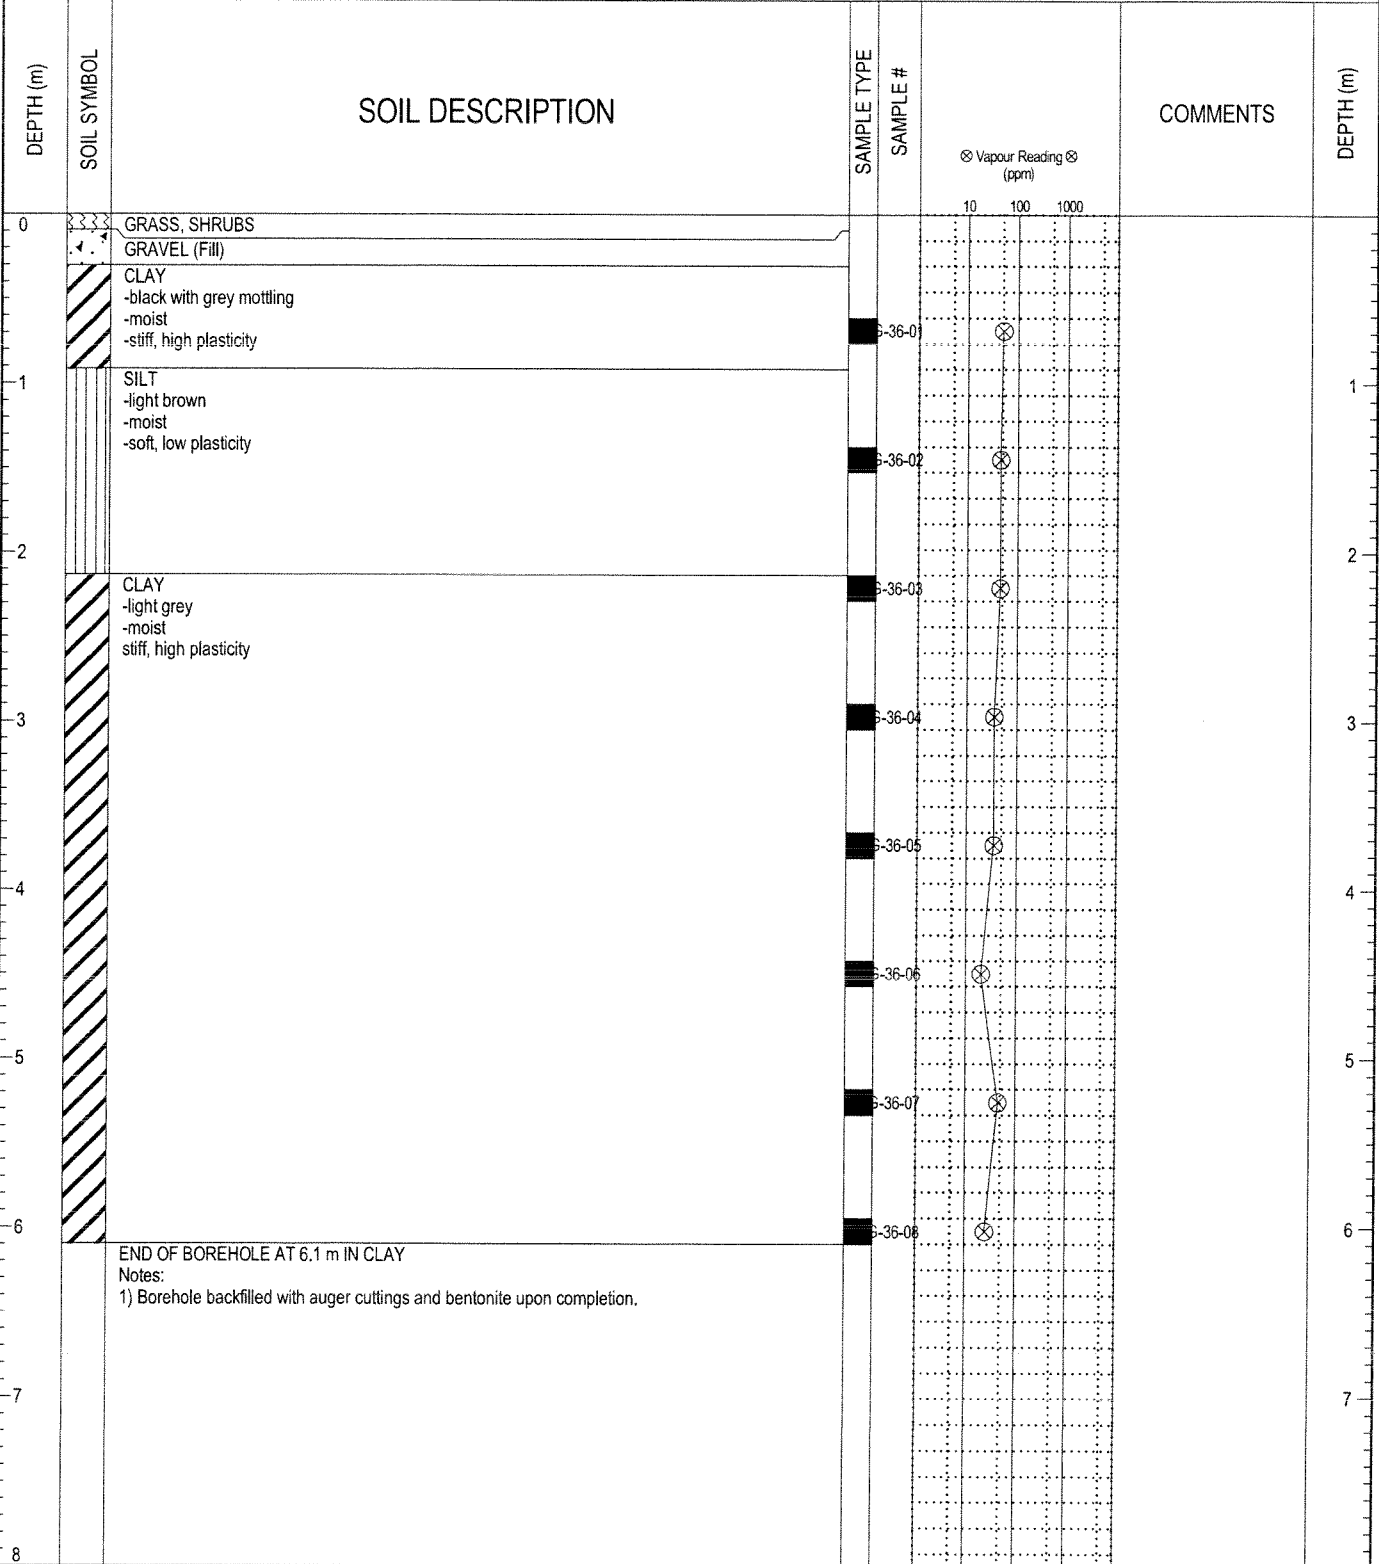 DEPTH (m)
SOIL SYMBOL
SOIL DESCRIPTION
SAMPLE TYPE
SAMPLE #
⊗ Vapour Reading ⊗
(ppm)
10 100 1000
COMMENTS
DEPTH (m)
0
GRASS, SHRUBS
GRAVEL (Fill)
CLAY
-black with grey mottling
-moist
-stiff, high plasticity
G-36-01
1
SILT
1
-light brown
-moist
-soft, low plasticity
G-36-02
2
2
CLAY
G-36-03
-light grey
-moist
stiff, high plasticity
3
G-36-04
3
G-36-05
4
4
G-36-06
5
5
G-36-07
6
G-36-08
6
END OF BOREHOLE AT 6.1 m IN CLAY
Notes:
1) Borehole backfilled with auger cuttings and bentonite upon completion.
7
7
8